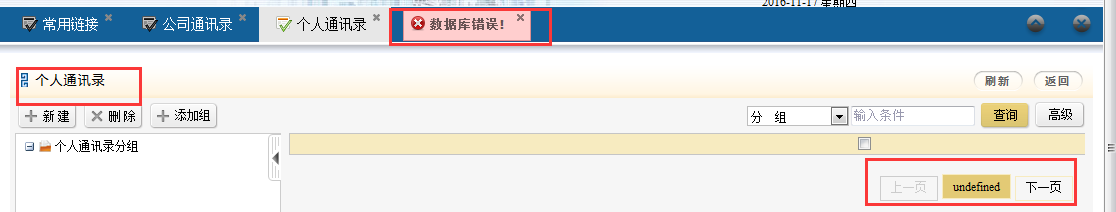 2016-11-17 星期四
常用链接 公司通讯录 个人通讯录 数据库错误!
个人通讯录 刷新 返回
新建 删除 添加组 分 组 输入条件 查询 高级
个人通讯录分组
上一页 undefined 下一页